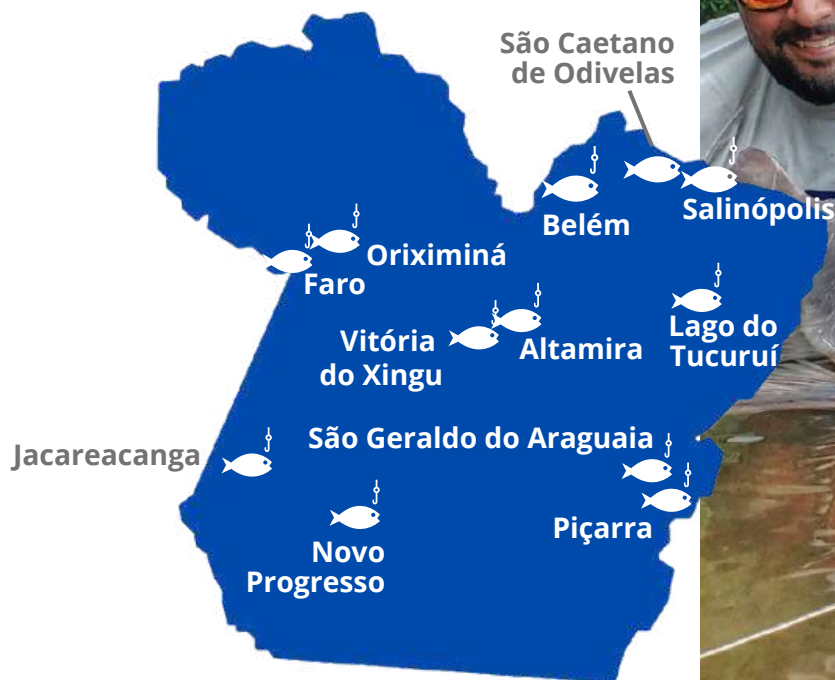 São Caetano
de Odivelas
Salinópolis
Belém
Oriximiná
Faro
Lago do
Tucuruí
Vitória
do Xingu
Altamira
São Geraldo do Araguaia
Jacareacanga
Piçarra
Novo
Progresso